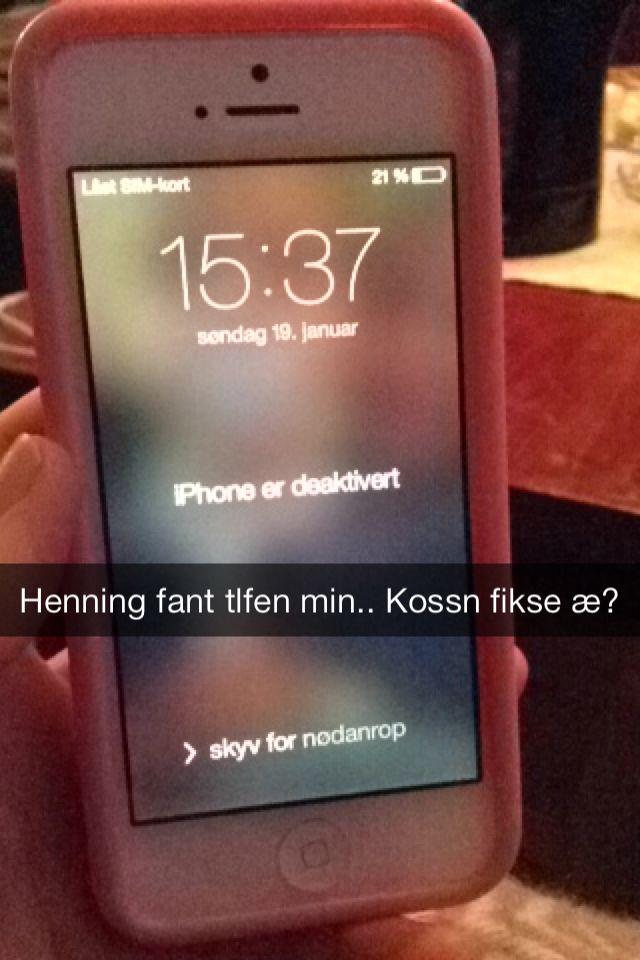 Låst SIM-kort 21 %
15:37
søndag 19. januar
iPhone er deaktivert
Henning fant tlfen min.. Kossn fikse æ?
skyv for nødanrop